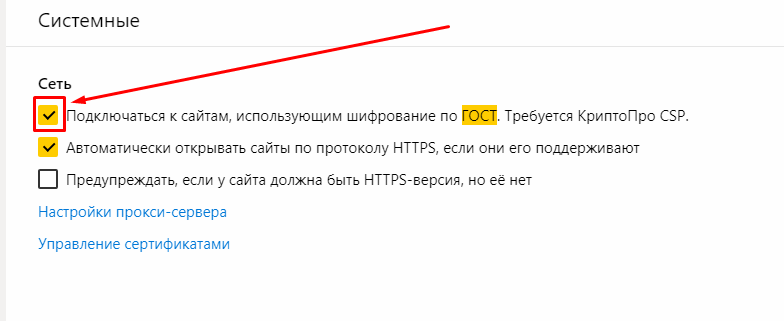 Системные
Сеть
Подключаться к сайтам, использующим шифрование по ГОСТ. Требуется КриптоПро CSP.
Автоматически открывать сайты по протоколу HTTPS, если они его поддерживают
Предупреждать, если у сайта должна быть HTTPS-версия, но её нет
Настройки прокси-сервера
Управление сертификатами